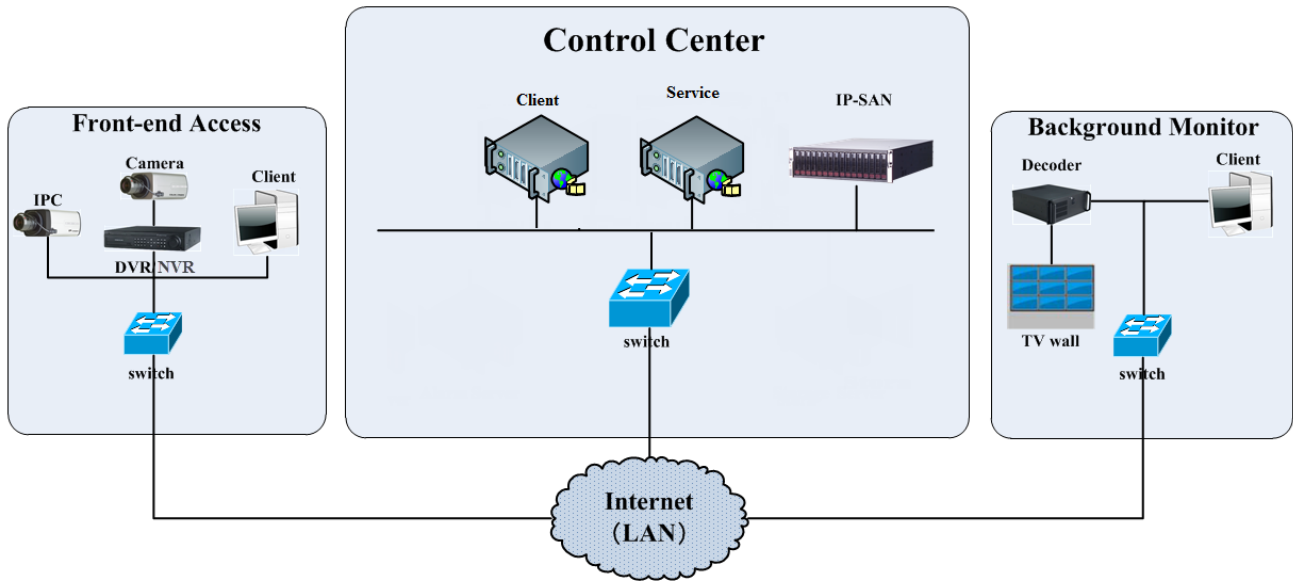 Control Center
Client
Service
IP-SAN
switch
Front-end Access
Camera
Client
IPC
DVR/NVR
switch
Background Monitor
Decoder
Client
TV wall
switch
Internet
（LAN）